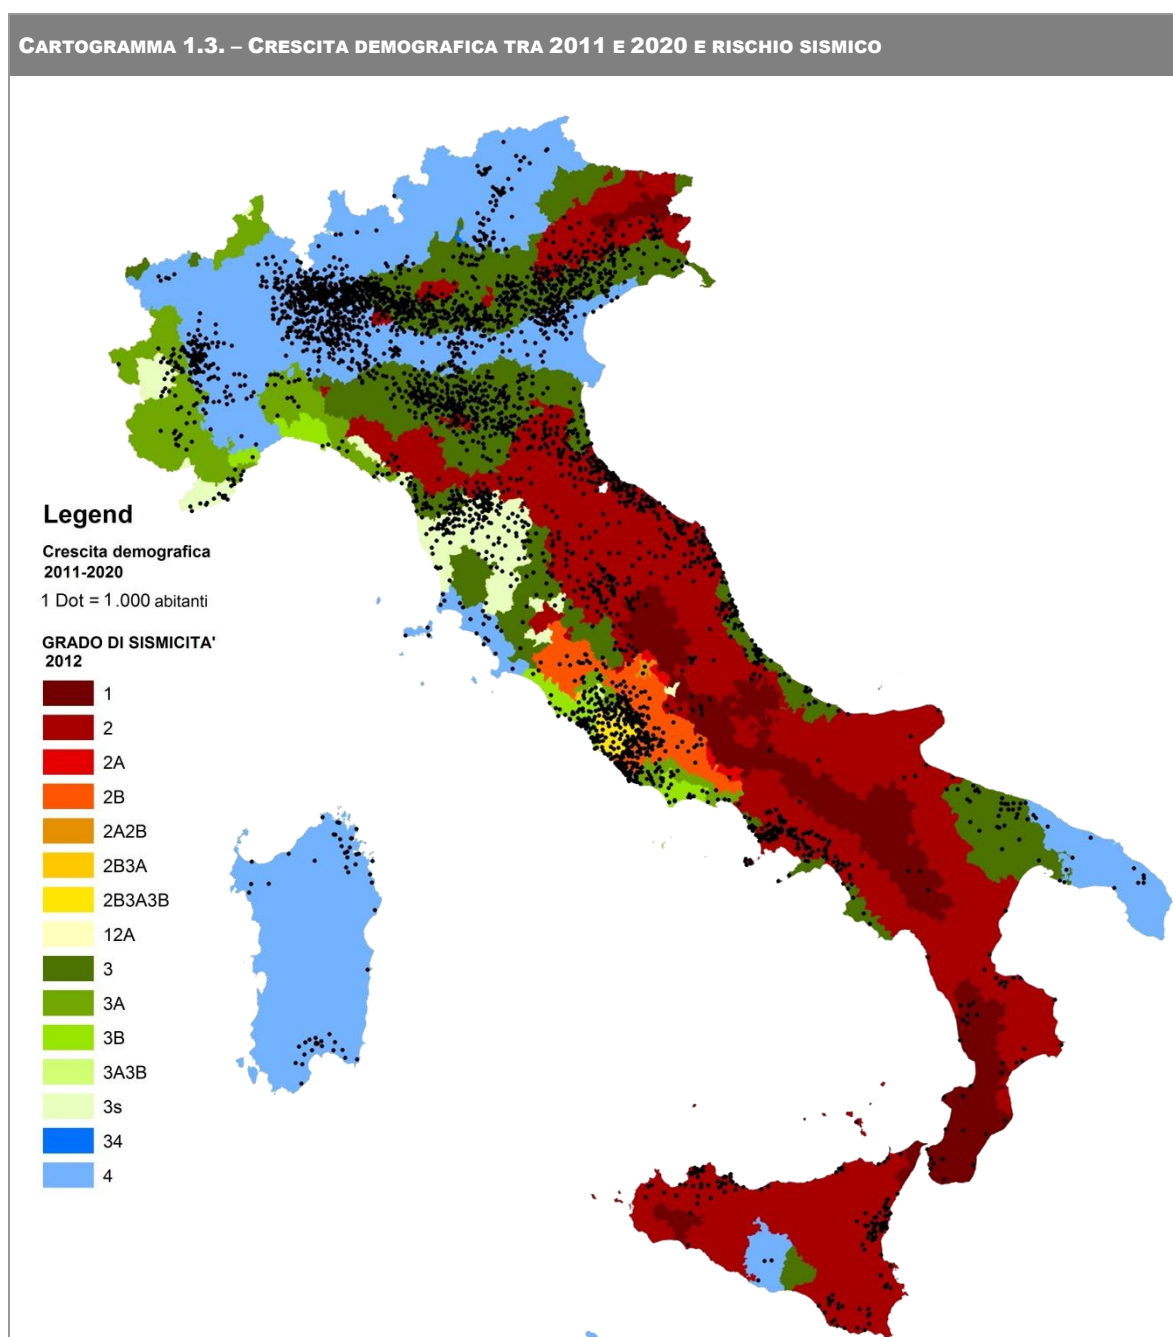 CARTOGRAMMA 1.3. – CRESCITA DEMOGRAFICA TRA 2011 E 2020 E RISCHIO SISMICO
Legend
Crescita demografica
2011-2020
1 Dot = 1.000 abitanti
GRADO DI SISMICITA'
2012
1
2
2A
2B
2A2B
2B3A
2B3A3B
12A
3
3A
3B
3A3B
3s
34
4